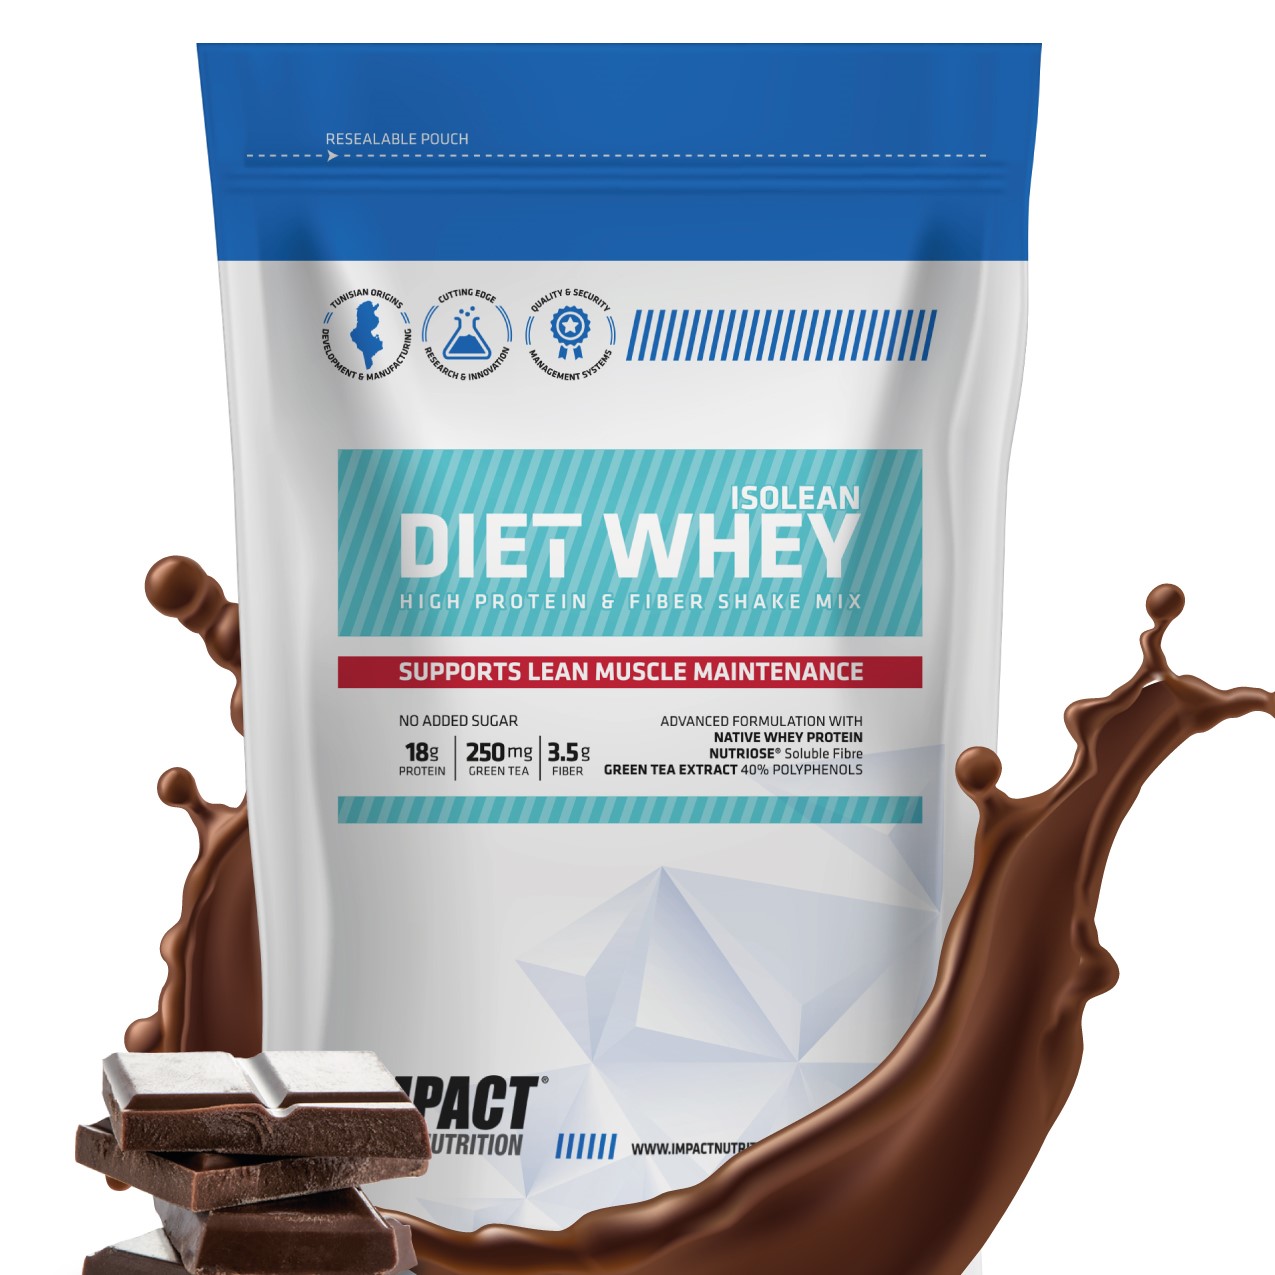 RESEALABLE POUCH
TUNISIAN ORIGINS
DEVELOPMENT & MANUFACTURING
CUTTING EDGE
RESEARCH & INNOVATION
QUALITY & SECURITY
MANAGEMENT SYSTEMS
ISOLEAN
DIET WHEY
HIGH PROTEIN & FIBER SHAKE MIX
SUPPORTS LEAN MUSCLE MAINTENANCE
NO ADDED SUGAR
18g
PROTEIN
250mg
GREEN TEA
3.5g
FIBER
ADVANCED FORMULATION WITH
NATIVE WHEY PROTEIN
NUTRIOSE® Soluble Fibre
GREEN TEA EXTRACT 40% POLYPHENOLS